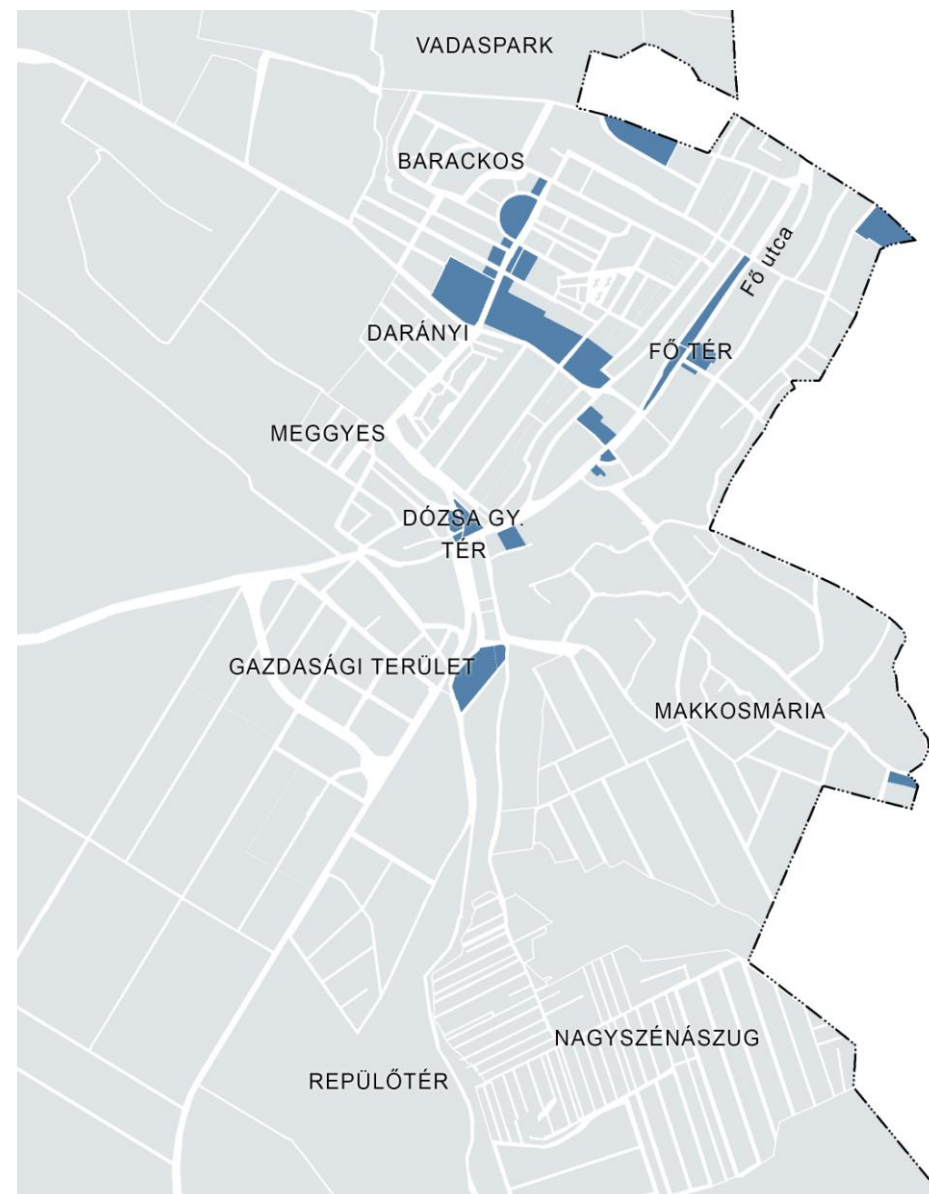 VADASPARK
BARACKOS
Fő utca
DARÁNYI
FŐ TÉR
MEGGYES
DÓZSA GY.
TÉR
GAZDASÁGI TERÜLET
MAKKOSMÁRIA
NAGYSZÉNÁSZUG
REPÜLŐTÉR